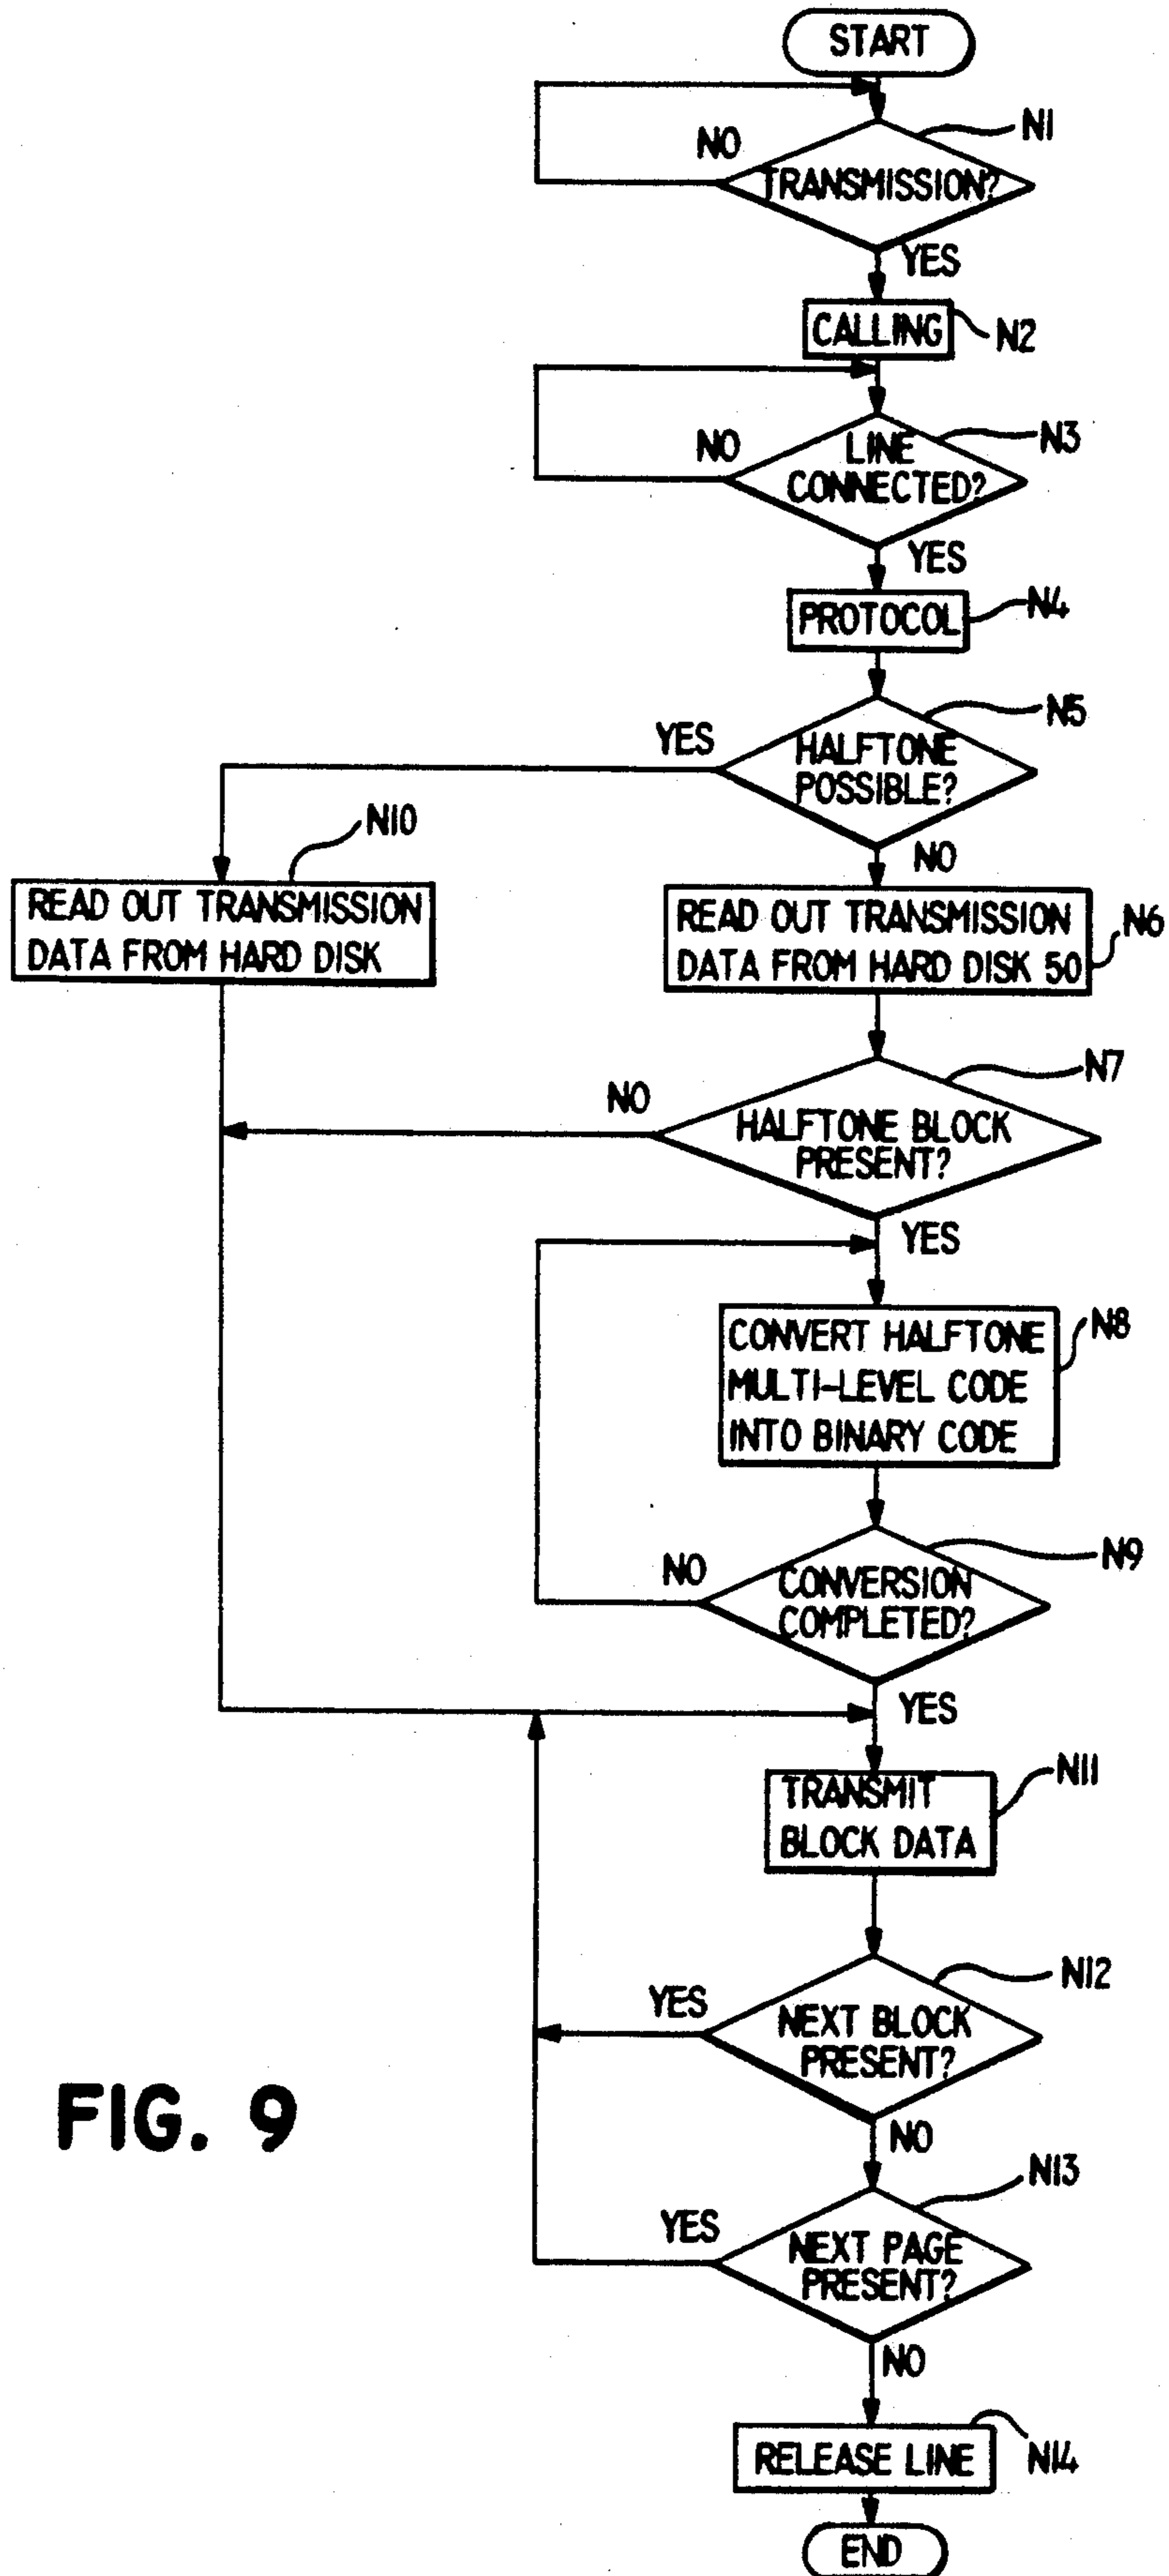 START
N1
NO
TRANSMISSION?
YES
CALLING
N2
N3
NO
LINE
CONNECTED?
YES
PROTOCOL
N4
N5
YES
HALFTONE
POSSIBLE?
N10
NO
READ OUT TRANSMISSION
DATA FROM HARD DISK
READ OUT TRANSMISSION
DATA FROM HARD DISK 50
N6
N7
NO
HALFTONE BLOCK
PRESENT?
YES
CONVERT HALFTONE
MULTI-LEVEL CODE
INTO BINARY CODE
N8
N9
NO
CONVERSION
COMPLETED?
YES
TRANSMIT
BLOCK DATA
N11
N12
YES
NEXT BLOCK
PRESENT?
NO
FIG. 9
N13
YES
NEXT PAGE
PRESENT?
NO
RELEASE LINE
N14
END